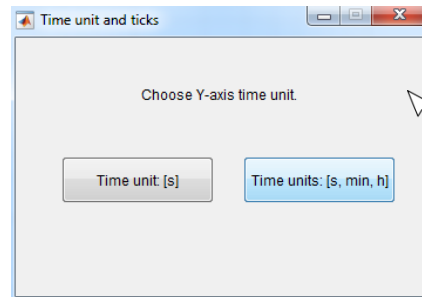 Time unit and ticks
Choose Y-axis time unit.
Time unit: [s]
Time units: [s, min, h]